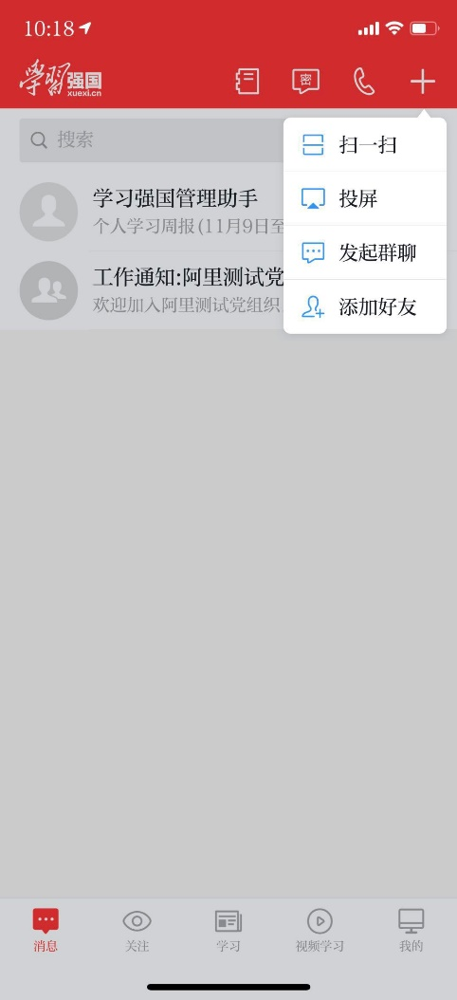 10:18
学习强国
xuexi.cn
密
搜索
扫一扫
投屏
发起群聊
添加好友
学习强国管理助手
个人学习周报(11月9日至
工作通知:阿里测试党
欢迎加入阿里测试党组织
消息
关注
学习
视频学习
我的